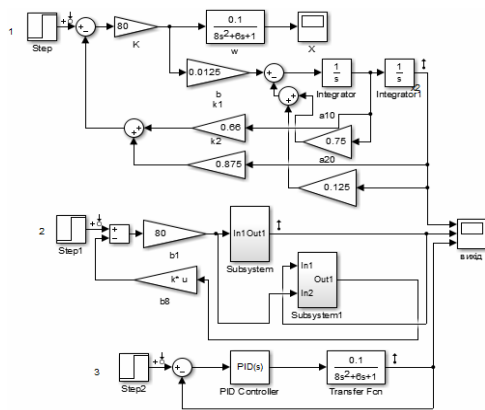 1
Step
80
K
0.1
8s²+6s+1
w
X
0.0125
b
k1
1
s
Integrator
1
s
Integrator1
x2
a10
0.66
k2
0.75
a20
0.875
0.125
2
Step1
80
b1
In1Out1
Subsystem
k* u
b8
In1
In2
Out1
Subsystem1
вихід
3
Step2
PID(s)
PID Controller
0.1
8s²+6s+1
Transfer Fcn